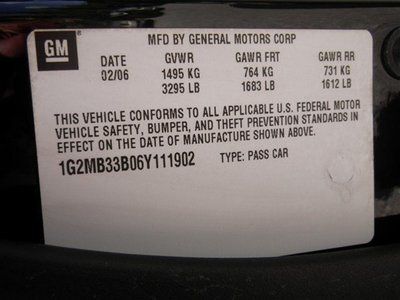 GM
MFD BY GENERAL MOTORS CORP
DATE GVWR GAWR FRT GAWR RR
02/06 1495 KG 764 KG 731 KG
3295 LB 1683 LB 1612 LB
THIS VEHICLE CONFORMS TO ALL APPLICABLE U.S. FEDERAL MOTOR
VEHICLE SAFETY, BUMPER, AND THEFT PREVENTION STANDARDS IN
EFFECT ON THE DATE OF MANUFACTURE SHOWN ABOVE.
1G2MB33B06Y111902 TYPE: PASS CAR